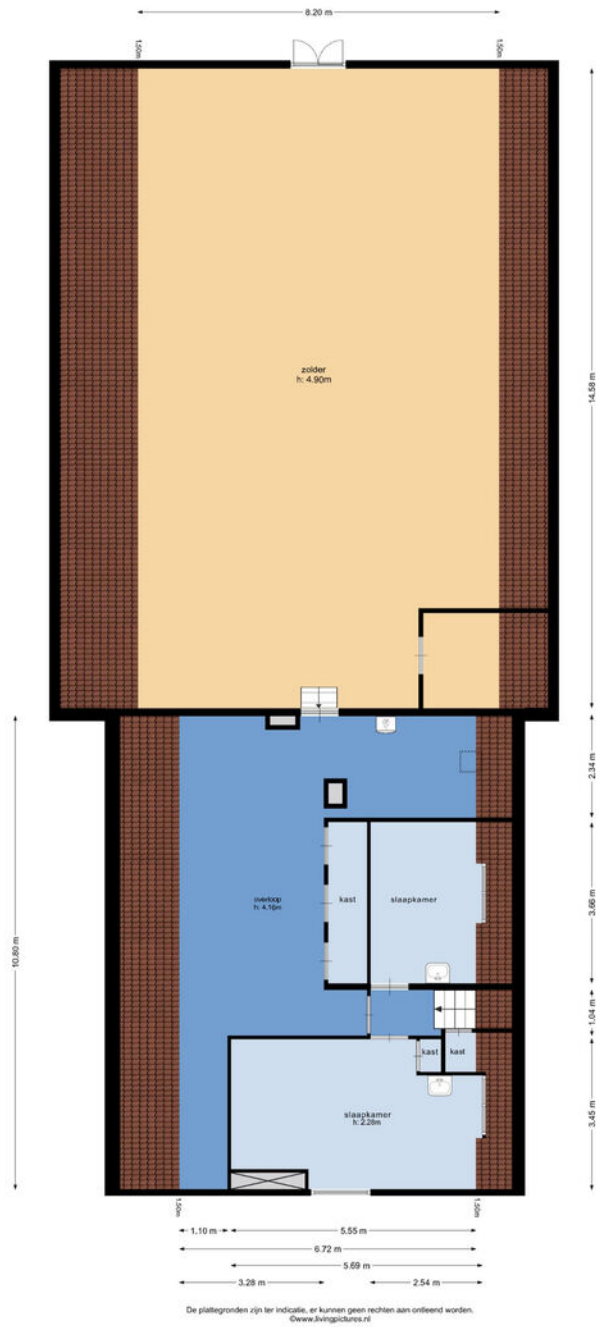 8.20 m
1.50m
1.50m
zolder
h: 4.90m
14.58 m
10.80 m
2.34 m
overloop
h: 4.16m
kast
slaapkamer
3.66 m
1.04 m
kast
kast
slaapkamer
h: 2.28m
3.45 m
1.50m
1.50m
1.10 m
5.55 m
6.72 m
5.69 m
3.28 m
2.54 m
De plattegronden zijn ter indicatie, er kunnen geen rechten aan ontleend worden.
©www.livingpictures.nl